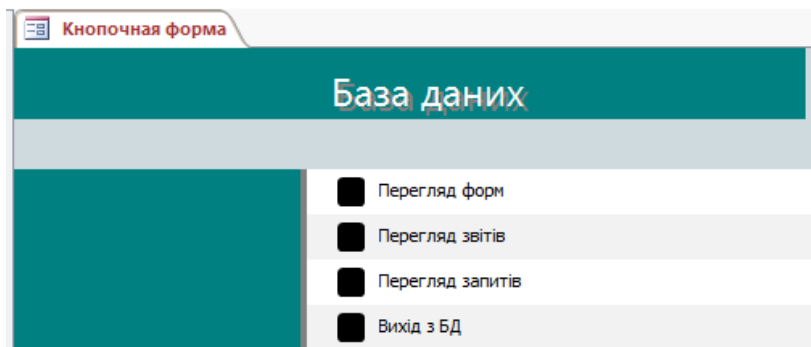 Кнопочная форма
База даних
Перегляд форм
Перегляд звітів
Перегляд запитів
Вихід з БД